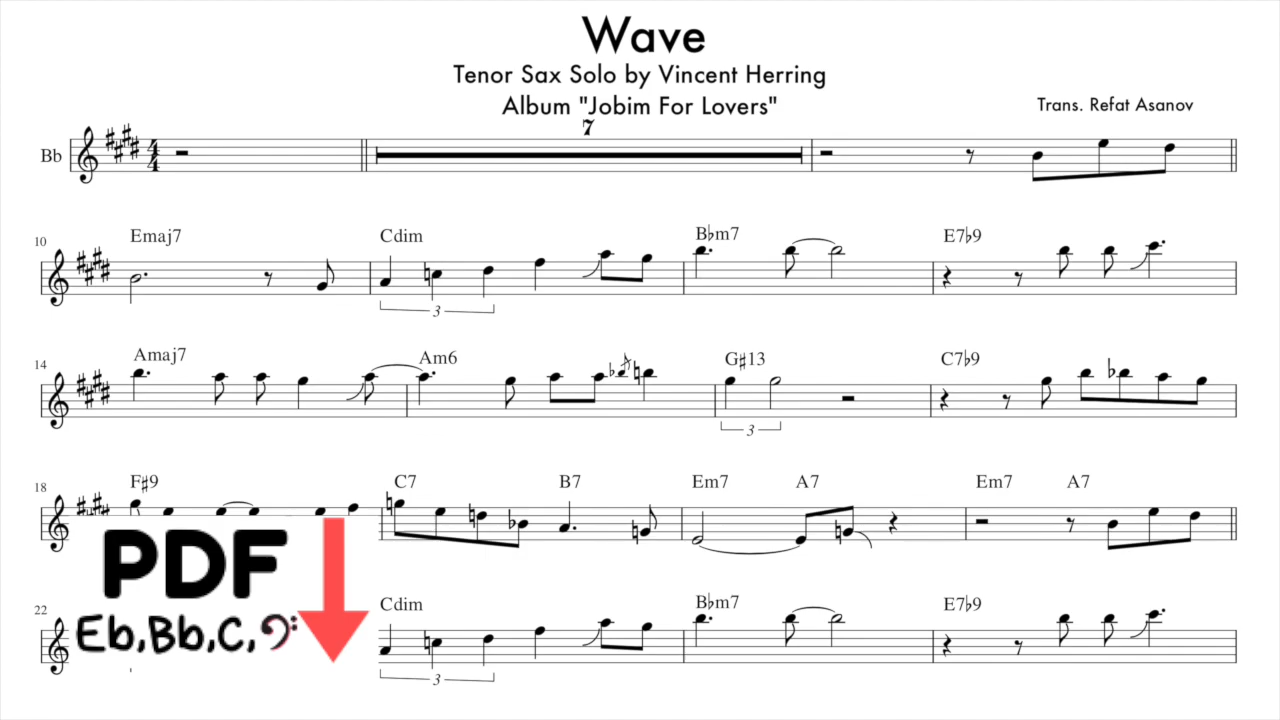 Wave
Tenor Sax Solo by Vincent Herring
Album "Jobim For Lovers"
Trans. Refat Asanov
7
Bb 4/4
10 Emaj7 Cdim B♭m7 E7♭9
3
14 Amaj7 Am6 G♯13 C7♭9
3
18 F♯9 C7 B7 Em7 A7 Em7 A7
PDF
22 Cdim B♭m7 E7♭9
Eb,Bb,C,𝄢
3